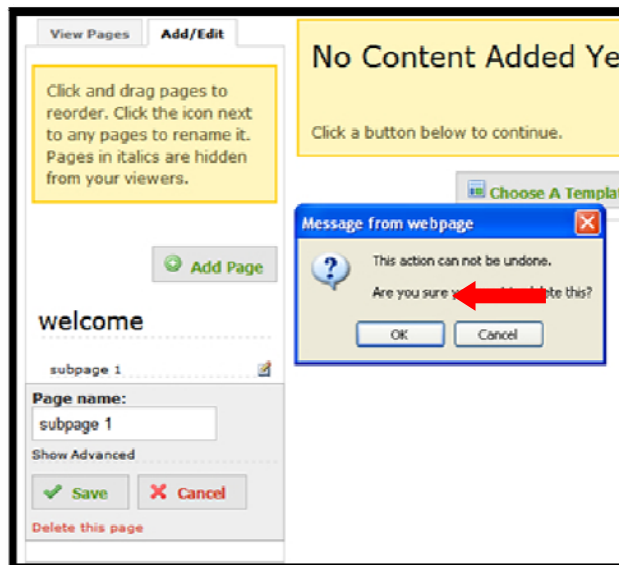 View Pages Add/Edit
Click and drag pages to
reorder. Click the icon next
to any pages to rename it.
Pages in italics are hidden
from your viewers.
Add Page
welcome
subpage 1
Page name:
subpage 1
Show Advanced
Save Cancel
Delete this page
No Content Added
Click a button below to continue.
Choose A
Message from webpage
This action can not be undone.
Are you sure this?
OK Cancel